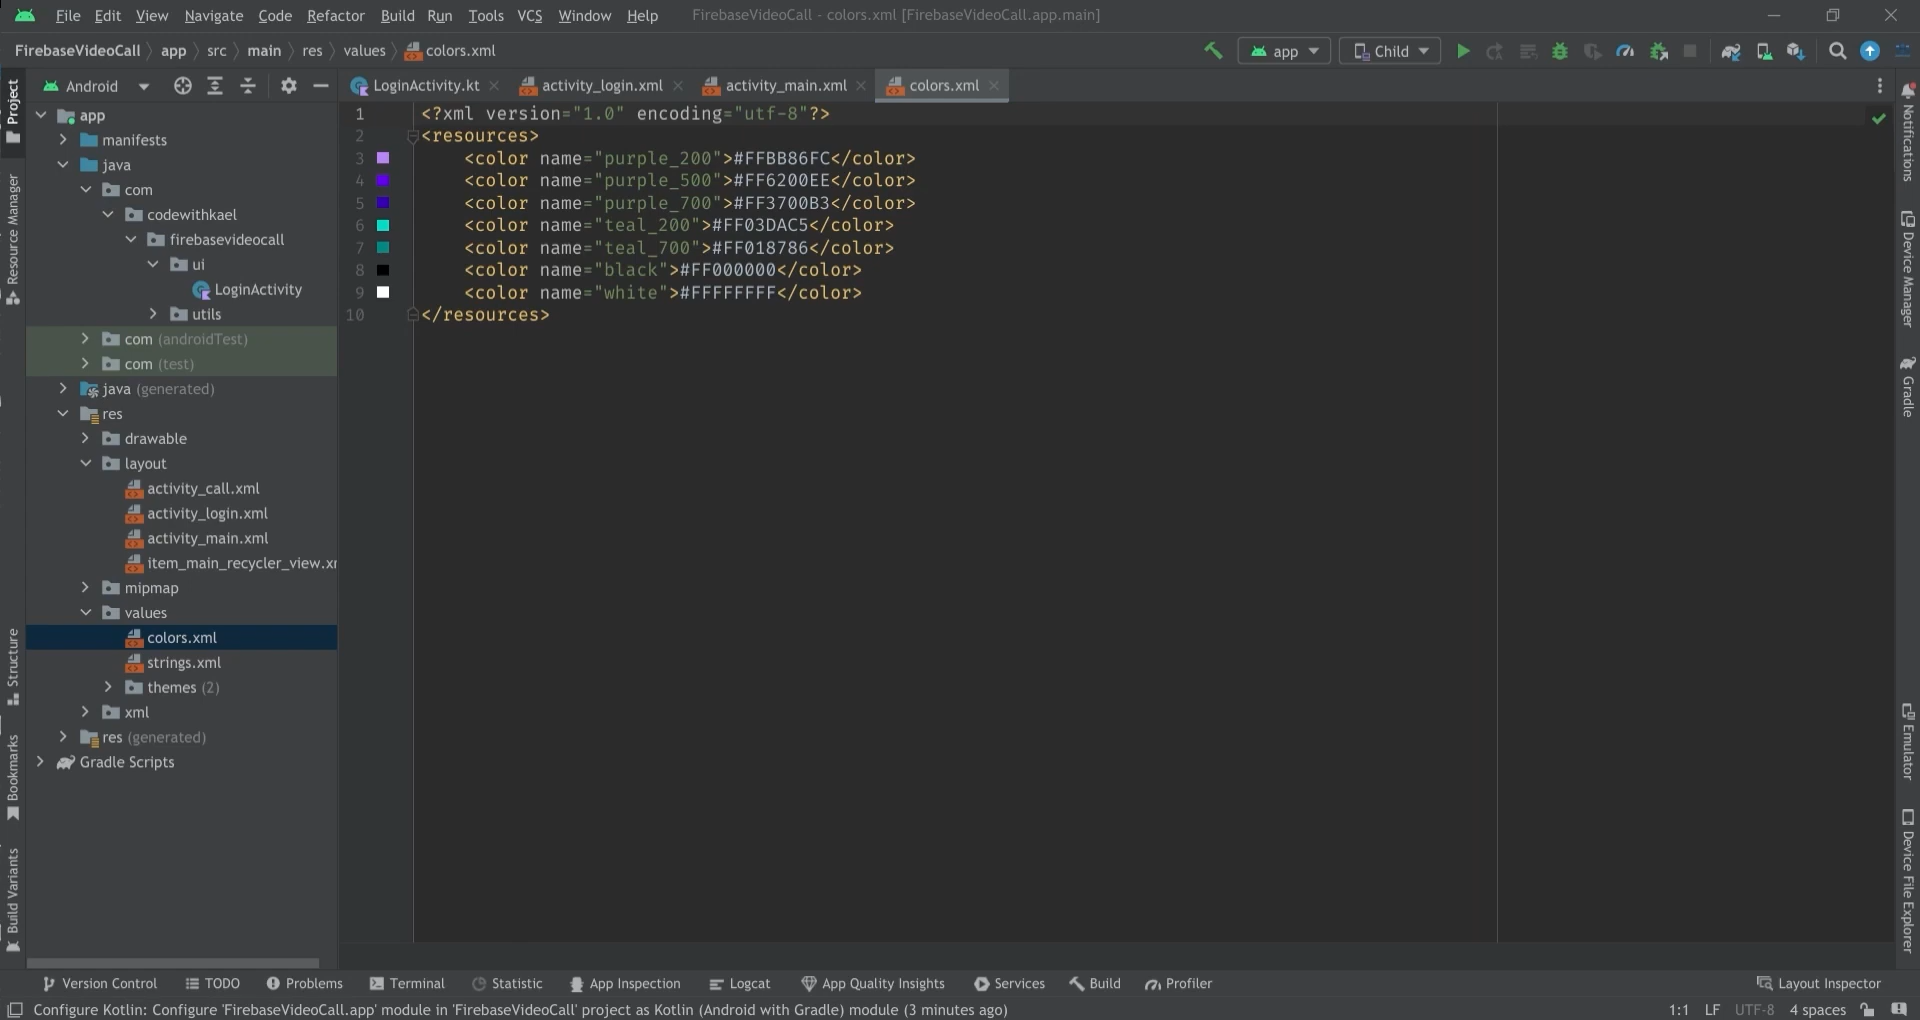 File Edit View Navigate Code Refactor Build Run Tools VCS Window Help FirebaseVideoCall - colors.xml [FirebaseVideoCall.app.main]
FirebaseVideoCall app src main res values colors.xml app Child
Android LoginActivity.kt activity_login.xml activity_main.xml colors.xml
Project
Resource Manager
Structure
Bookmarks
Build Variants
app
manifests
java
com
codewithkael
firebasevideocall
ui
LoginActivity
utils
com (androidTest)
com (test)
java (generated)
res
drawable
layout
activity_call.xml
activity_login.xml
activity_main.xml
item_main_recycler_view.xr
mipmap
values
colors.xml
strings.xml
themes (2)
xml
res (generated)
Gradle Scripts
1 <?xml version="1.0" encoding="utf-8"?>
2 <resources>
3 <color name="purple_200">#FFBB86FC</color>
4 <color name="purple_500">#FF6200EE</color>
5 <color name="purple_700">#FF3700B3</color>
6 <color name="teal_200">#FF03DAC5</color>
7 <color name="teal_700">#FF018786</color>
8 <color name="black">#FF000000</color>
9 <color name="white">#FFFFFFFF</color>
10 </resources>
Notifications
Device Manager
Gradle
Emulator
Device File Explorer
Version Control TODO Problems Terminal Statistic App Inspection Logcat App Quality Insights Services Build Profiler Layout Inspector
Configure Kotlin: Configure 'FirebaseVideoCall.app' module in 'FirebaseVideoCall' project as Kotlin (Android with Gradle) module (3 minutes ago) 1:1 LF UTF-8 4 spaces